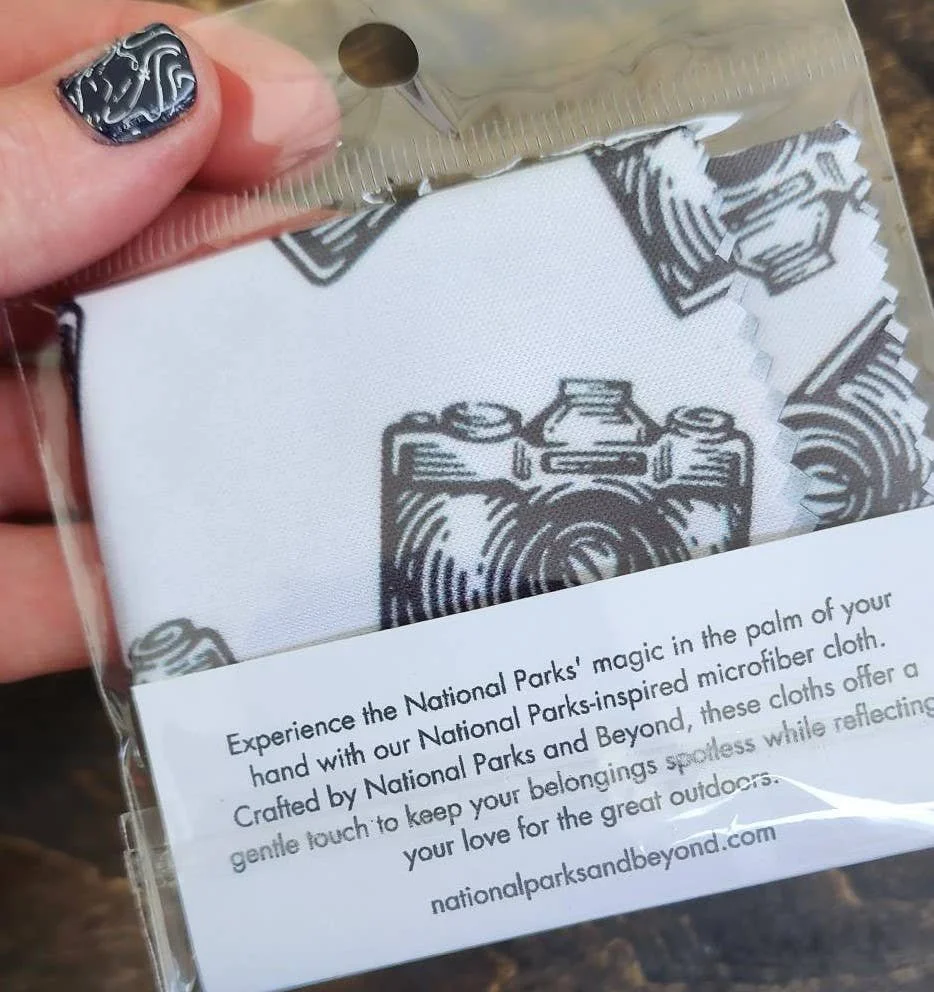 Experience the National Parks' magic in the palm of your
hand with our National Parks-inspired microfiber cloth.
Crafted by National Parks and Beyond, these cloths offer a
gentle touch to keep your belongings spotless while reflecting
your love for the great outdoors.
nationalparksandbeyond.com